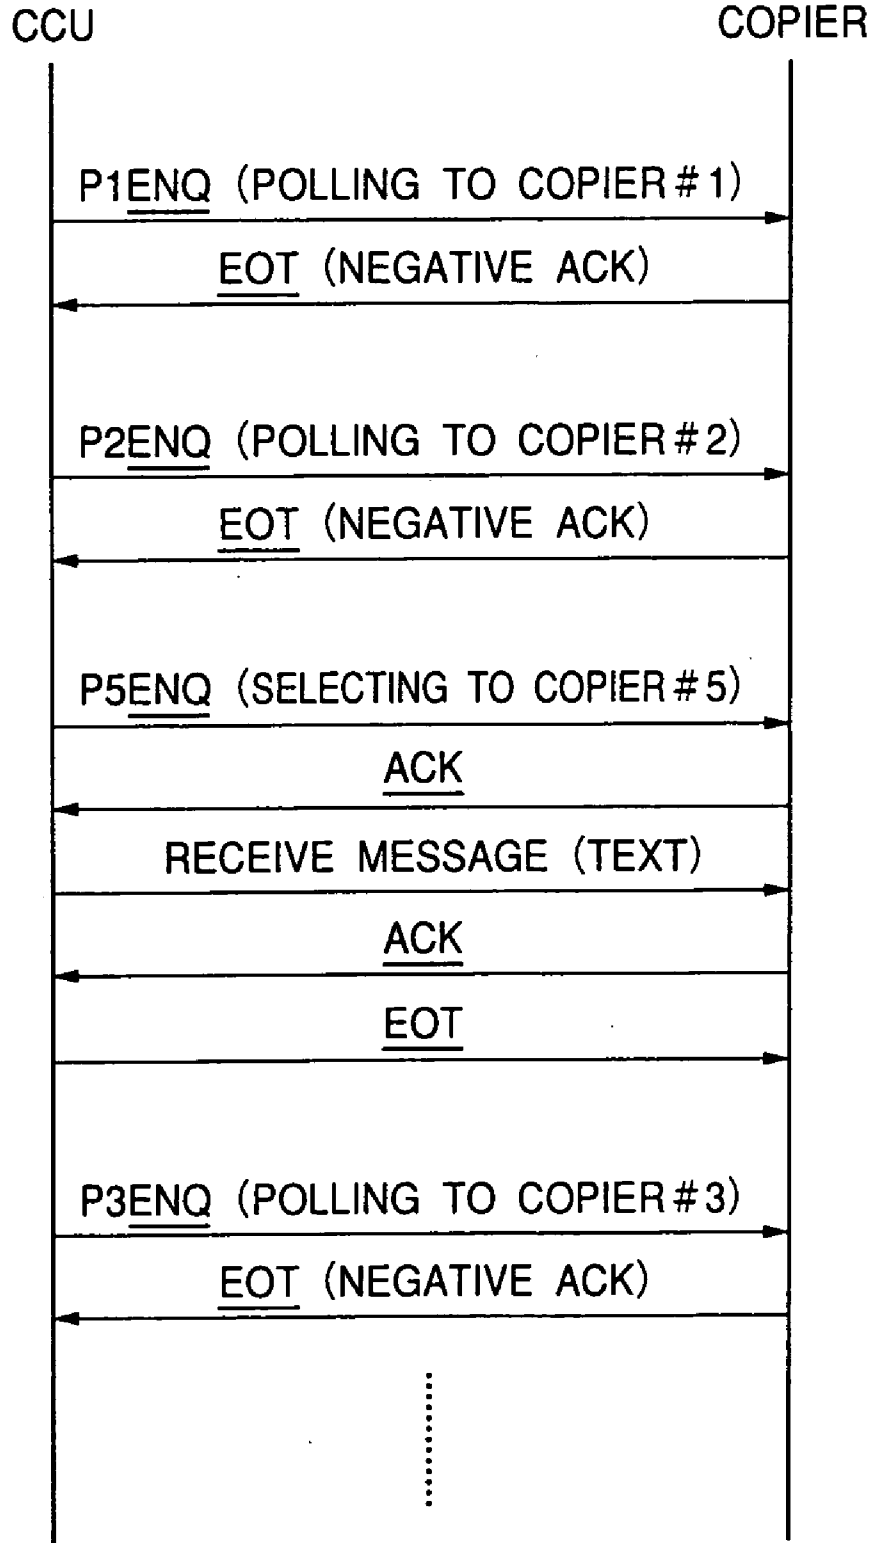 CCU
COPIER
P1ENQ (POLLING TO COPIER#1)
EOT (NEGATIVE ACK)
P2ENQ (POLLING TO COPIER#2)
EOT (NEGATIVE ACK)
P5ENQ (SELECTING TO COPIER#5)
ACK
RECEIVE MESSAGE (TEXT)
ACK
EOT
P3ENQ (POLLING TO COPIER#3)
EOT (NEGATIVE ACK)